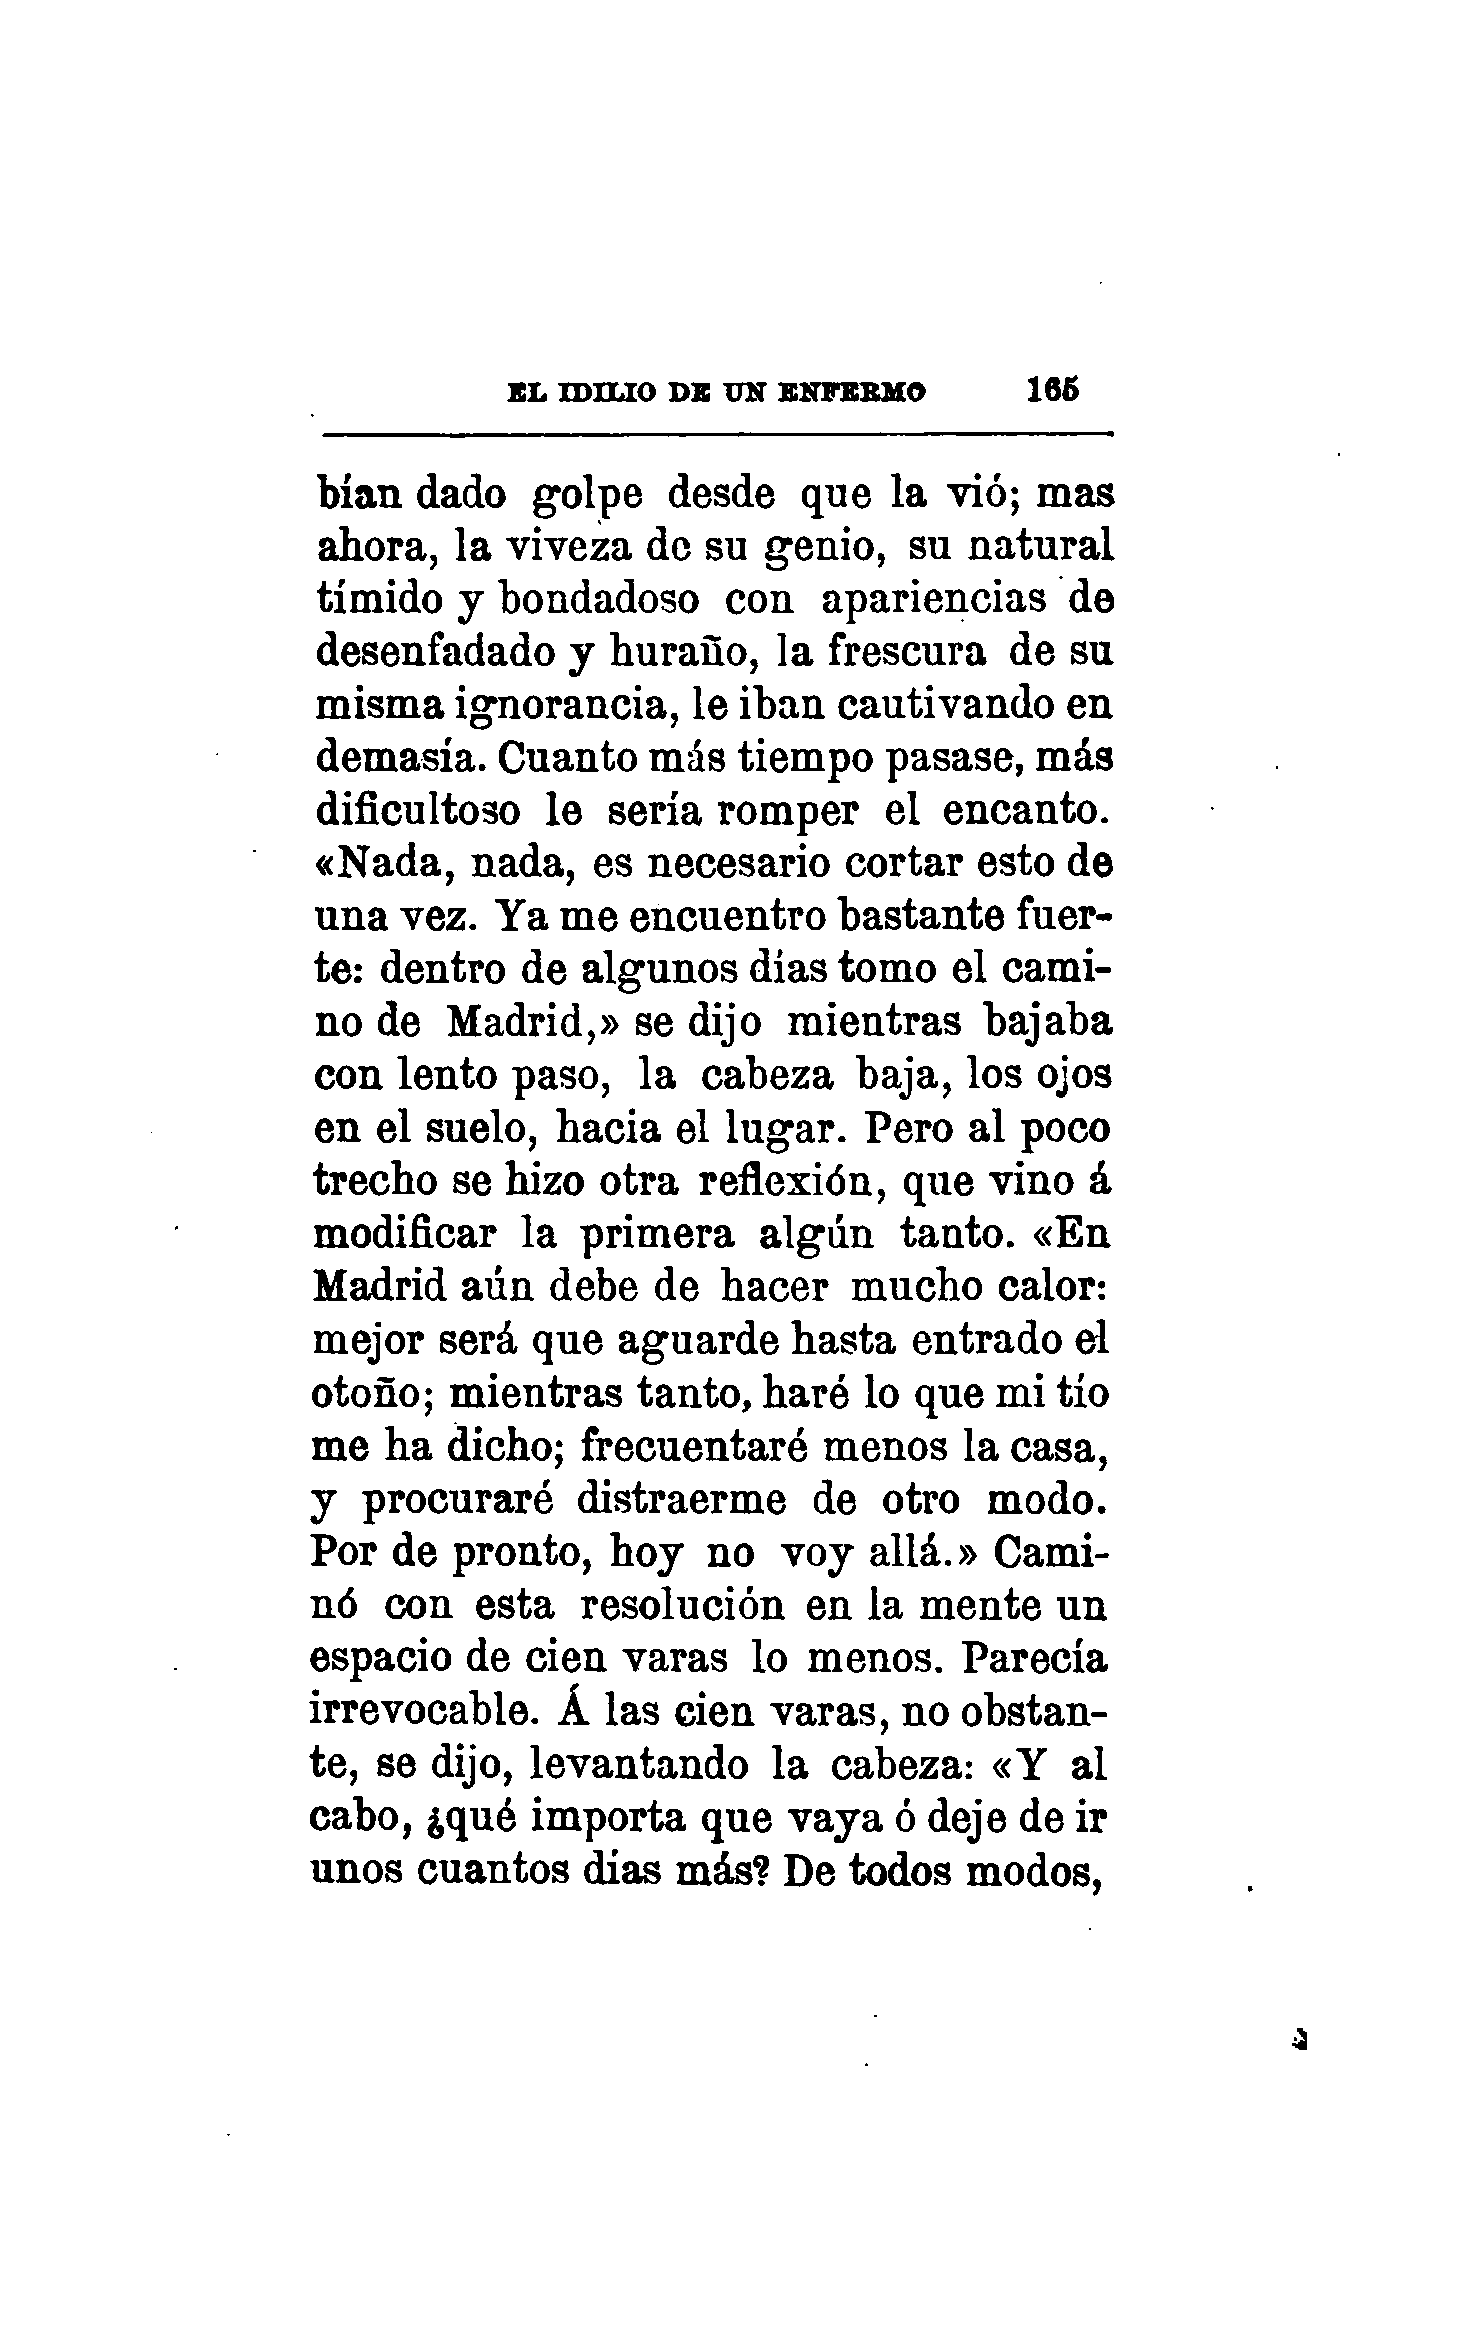 EL IDILIO DE UN ENFERMO 165
bían dado golpe desde que la vió; mas
ahora, la viveza de su genio, su natural
tímido y bondadoso con apariencias de
desenfadado y huraño, la frescura de su
misma ignorancia, le iban cautivando en
demasía. Cuanto más tiempo pasase, más
dificultoso le sería romper el encanto.
«Nada, nada, es necesario cortar esto de
una vez. Ya me encuentro bastante fuer-
te: dentro de algunos días tomo el cami-
no de Madrid,» se dijo mientras bajaba
con lento paso, la cabeza baja, los ojos
en el suelo, hacia el lugar. Pero al poco
trecho se hizo otra reflexión, que vino á
modificar la primera algún tanto. «En
Madrid aún debe de hacer mucho calor:
mejor será que aguarde hasta entrado el
otoño; mientras tanto, haré lo que mi tío
me ha dicho; frecuentaré menos la casa,
y procuraré distraerme de otro modo.
Por de pronto, hoy no voy allá.» Cami-
nó con esta resolución en la mente un
espacio de cien varas lo menos. Parecía
irrevocable. Á las cien varas, no obstan-
te, se dijo, levantando la cabeza: «Y al
cabo, ¿qué importa que vaya ó deje de ir
unos cuantos días más? De todos modos,